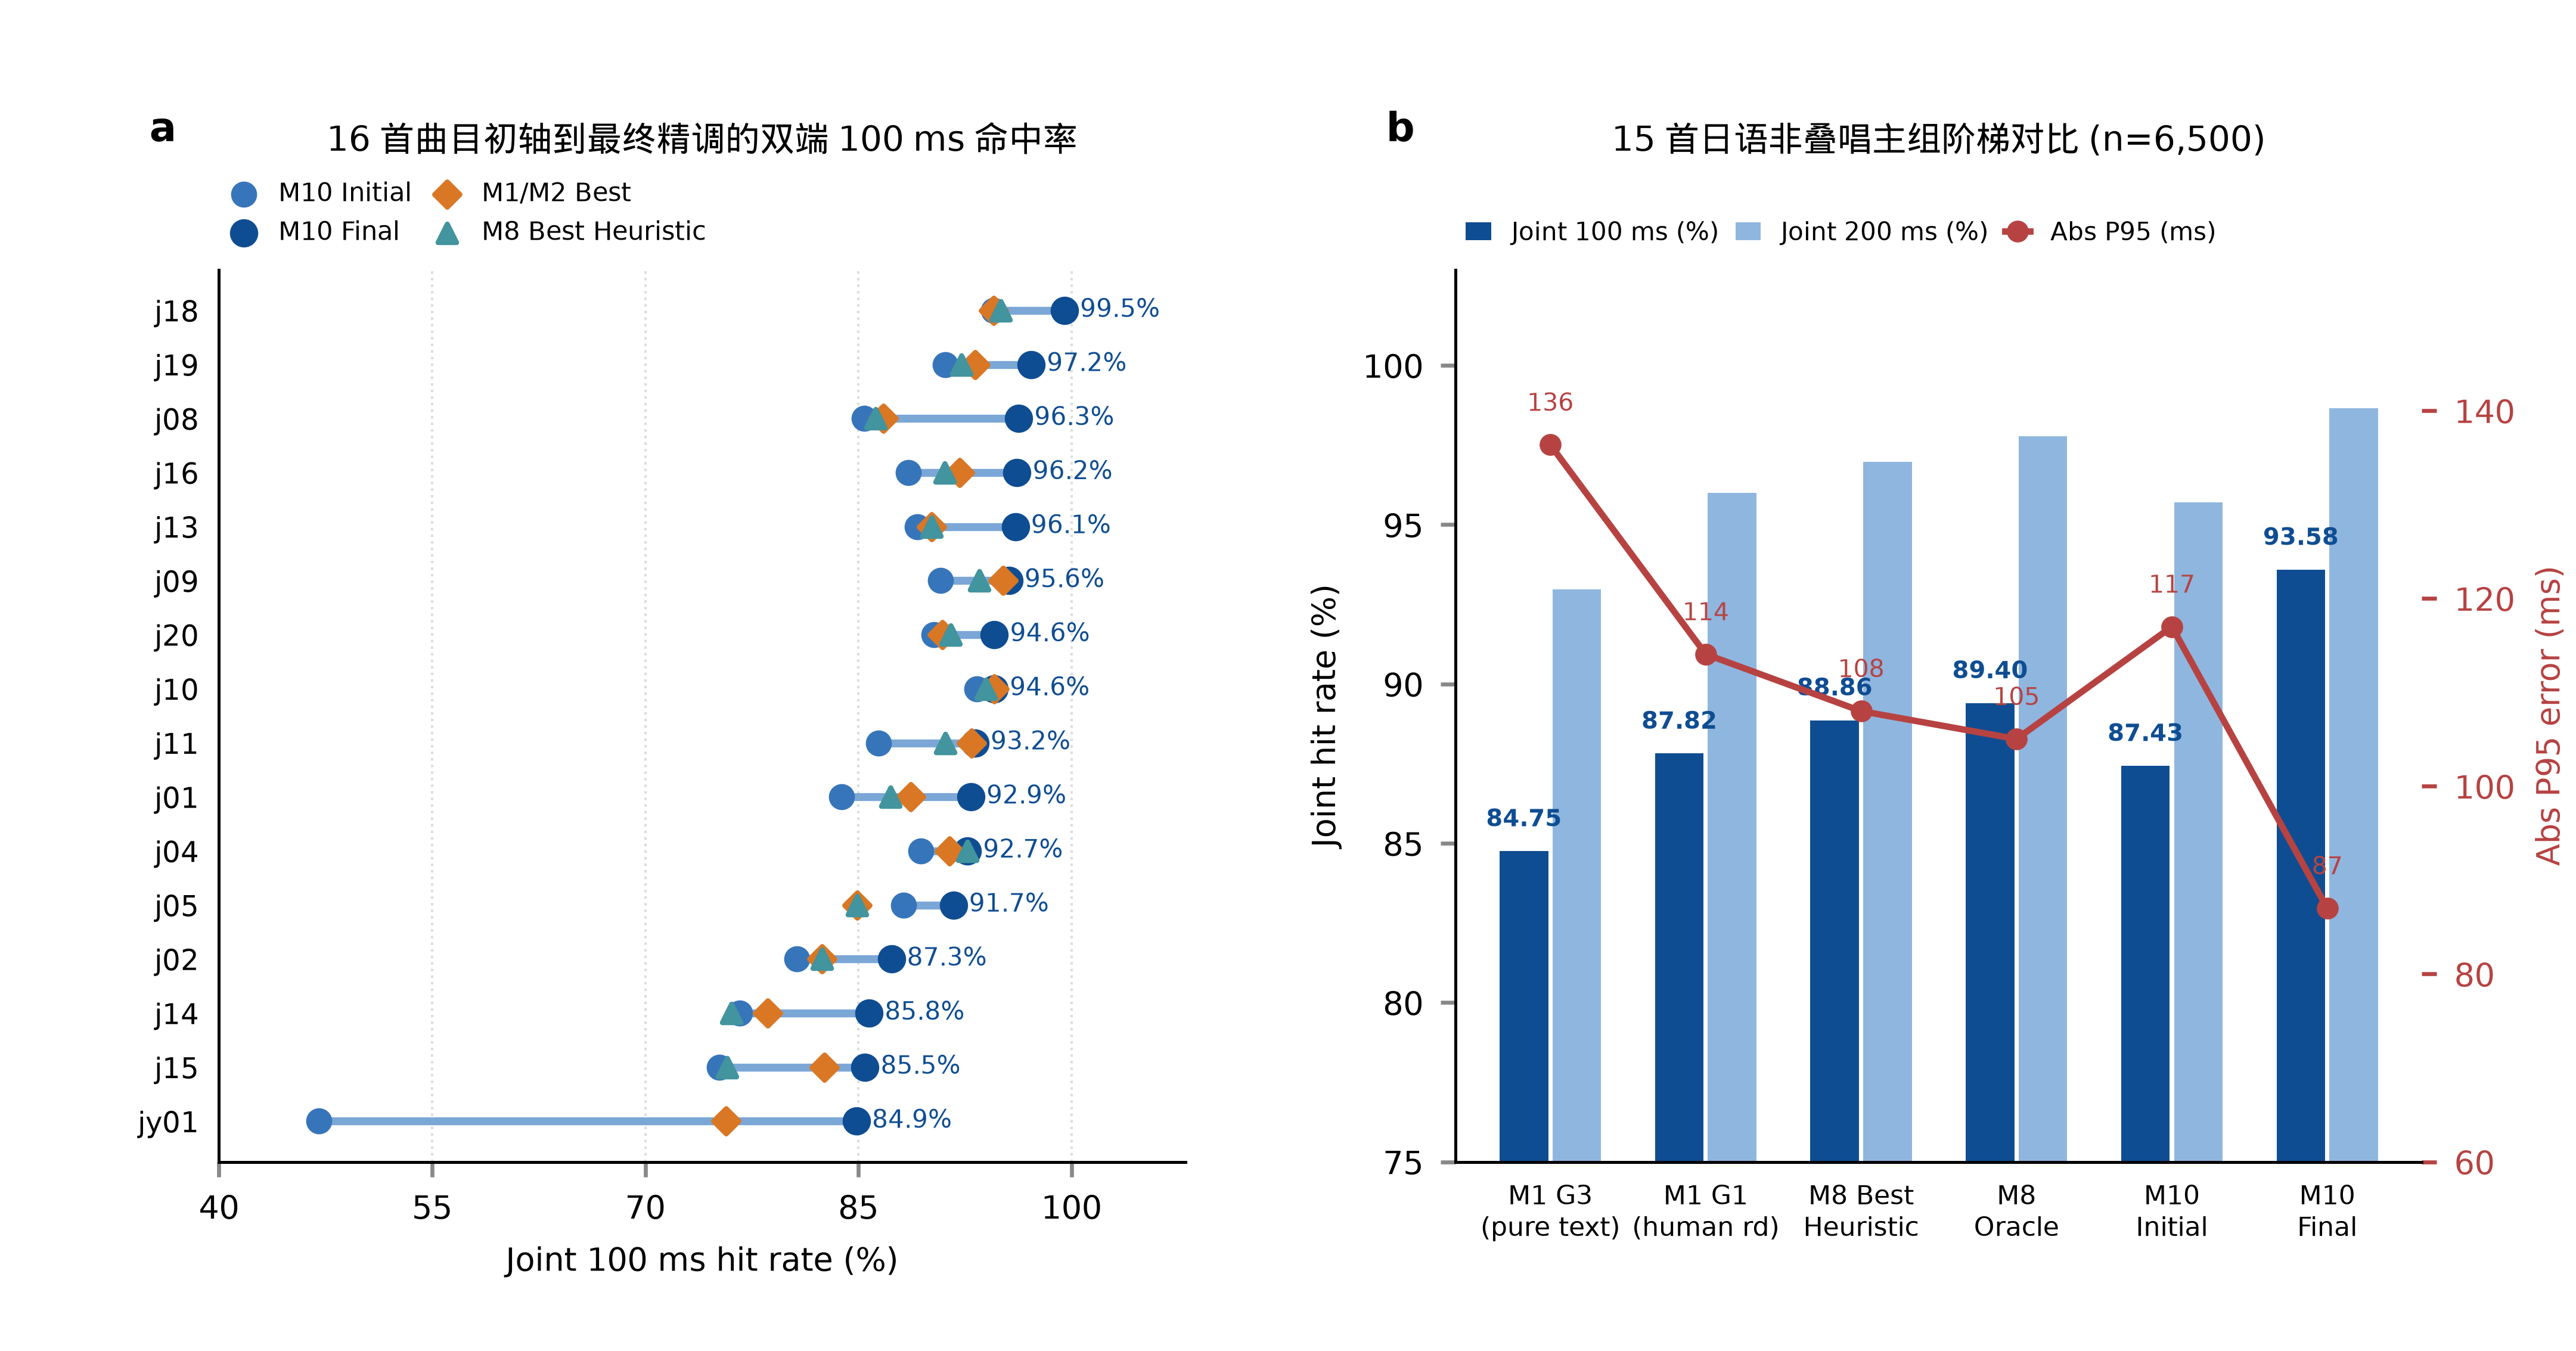 a
16 首曲目初轴到最终精调的双端 100 ms 命中率
M10 Initial
M1/M2 Best
M10 Final
M8 Best Heuristic
j18
99.5%
j19
97.2%
j08
96.3%
j16
96.2%
j13
96.1%
j09
95.6%
j20
94.6%
j10
94.6%
j11
93.2%
j01
92.9%
j04
92.7%
j05
91.7%
j02
87.3%
j14
85.8%
j15
85.5%
jy01
84.9%
40
55
70
85
100
Joint 100 ms hit rate (%)
b
15 首日语非叠唱主组阶梯对比 (n=6,500)
Joint 100 ms (%)
Joint 200 ms (%)
Abs P95 (ms)
Joint hit rate (%)
100
95
90
85
80
75
136
114
108
105
117
87
84.75
87.82
88.86
89.40
87.43
93.58
140
120
100
80
60
Abs P95 error (ms)
M1 G3
(pure text)
M1 G1
(human rd)
M8 Best
Heuristic
M8
Oracle
M10
Initial
M10
Final